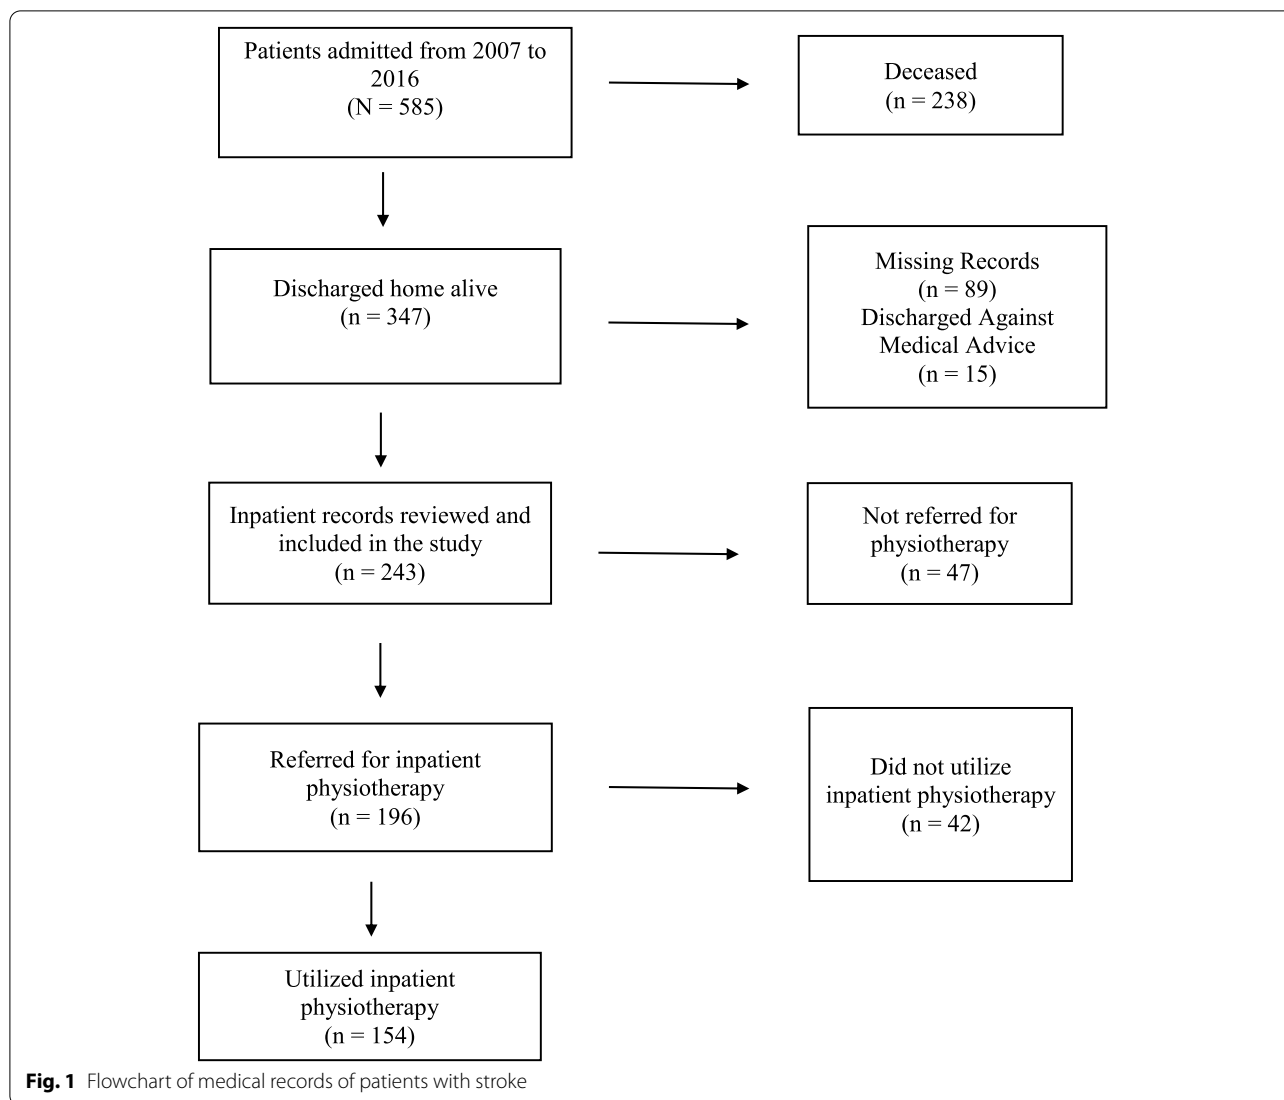 Patients admitted from 2007 to
2016
(N = 585)
Deceased
(n = 238)
Discharged home alive
(n = 347)
Missing Records
(n = 89)
Discharged Against
Medical Advice
(n = 15)
Inpatient records reviewed and
included in the study
(n = 243)
Not referred for
physiotherapy
(n = 47)
Referred for inpatient
physiotherapy
(n = 196)
Did not utilize
inpatient physiotherapy
(n = 42)
Utilized inpatient
physiotherapy
(n = 154)
Fig. 1 Flowchart of medical records of patients with stroke